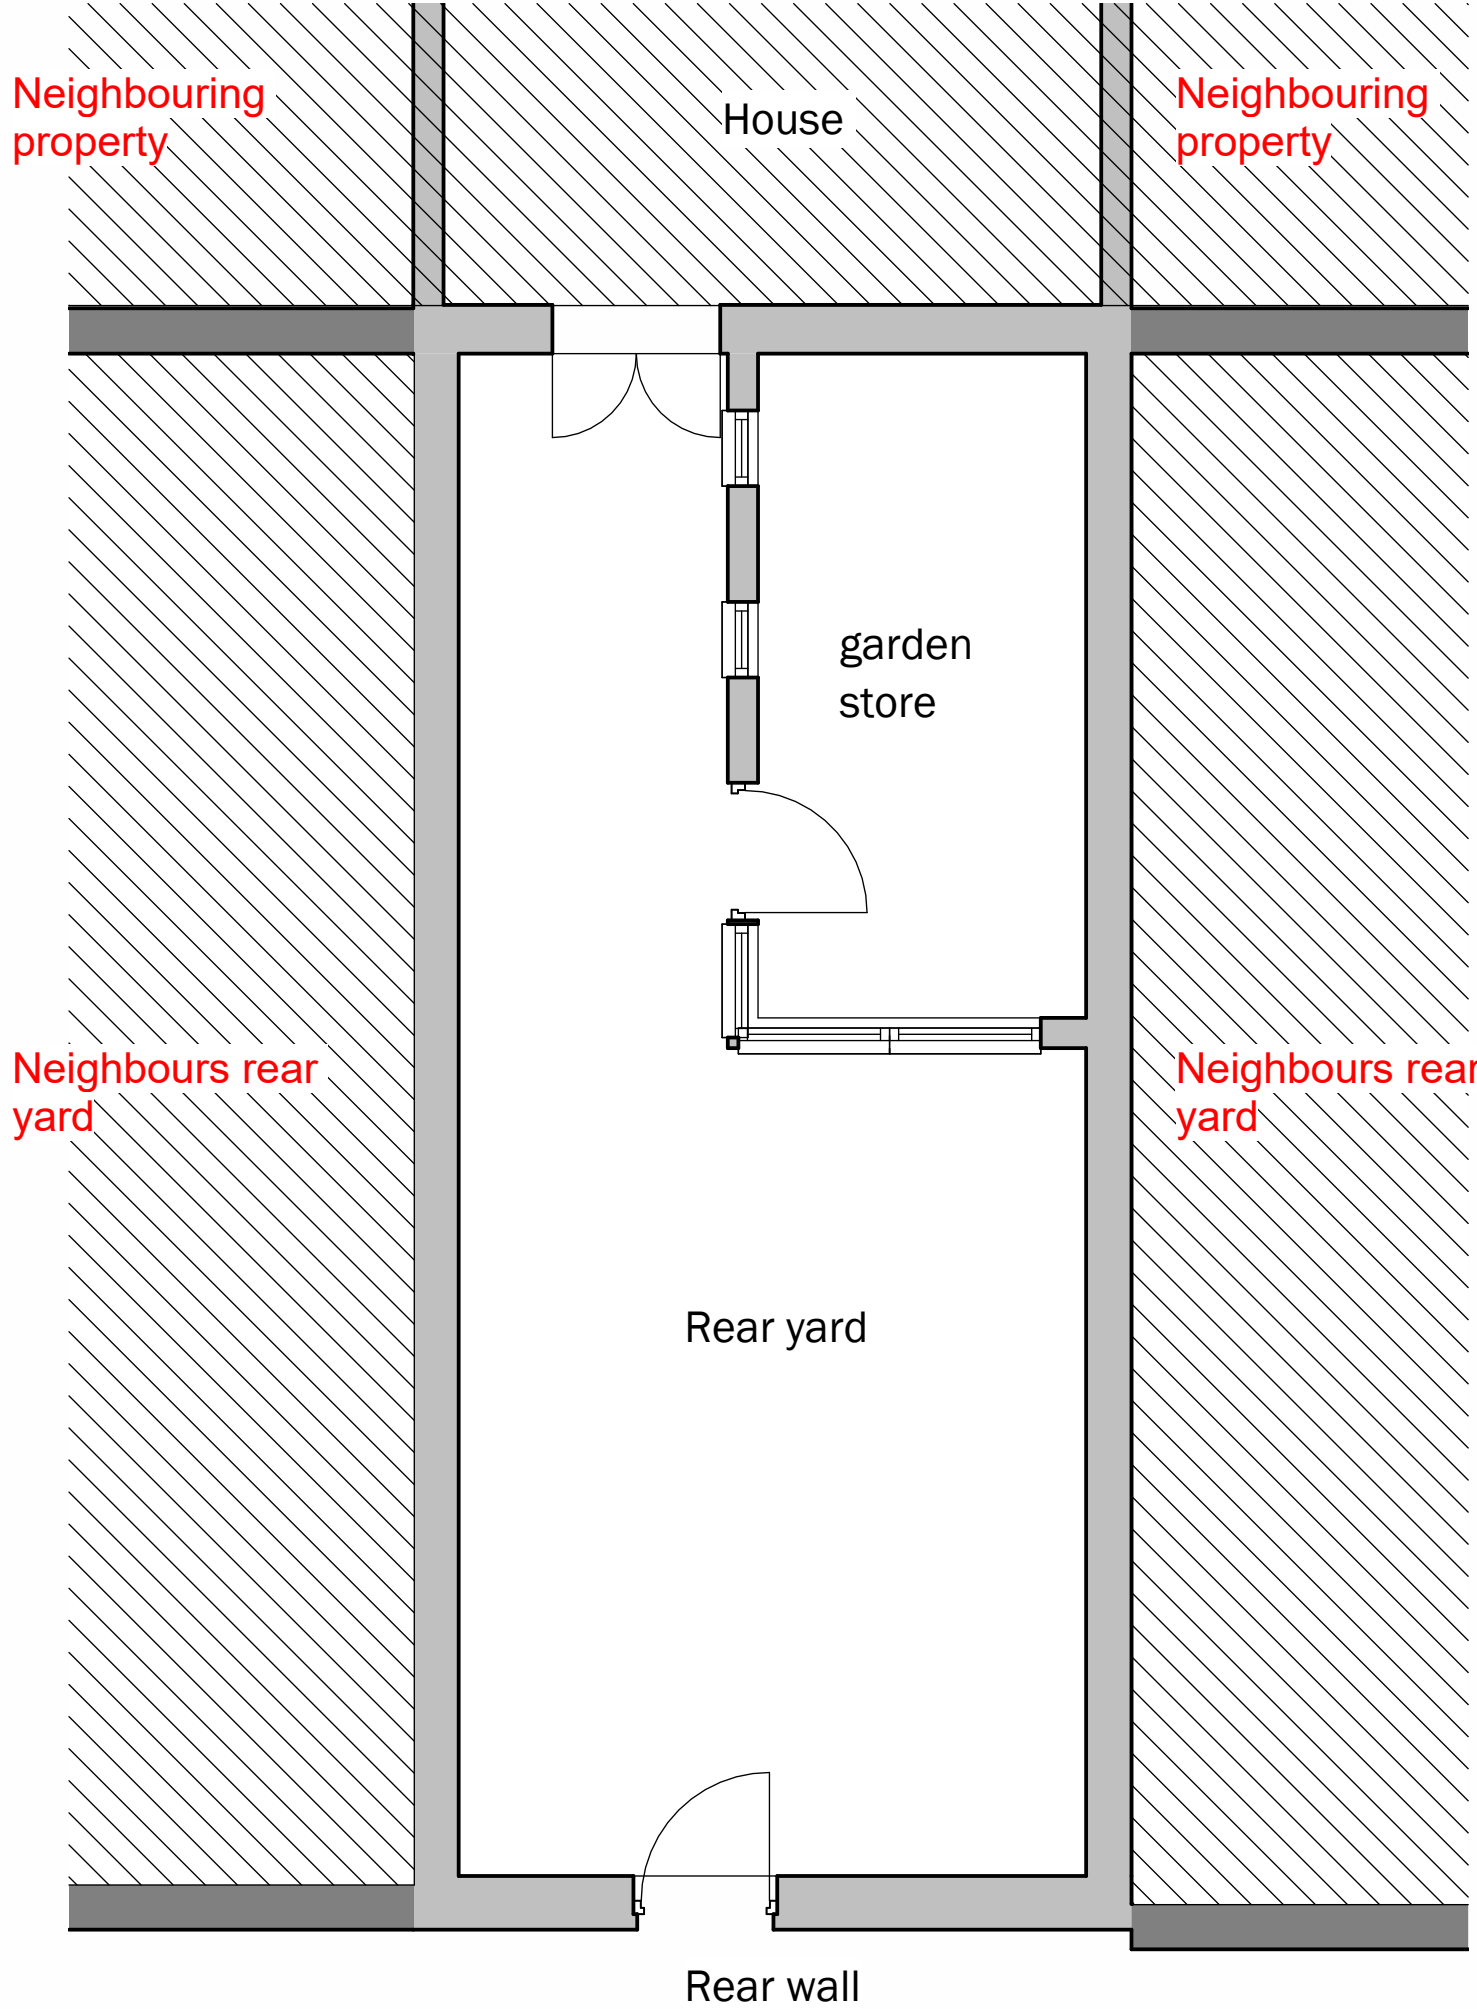 Neighbouring
property
House
Neighbouring
property
garden
store
Neighbours rear
yard
Neighbours rear
yard
Rear yard
Rear wall